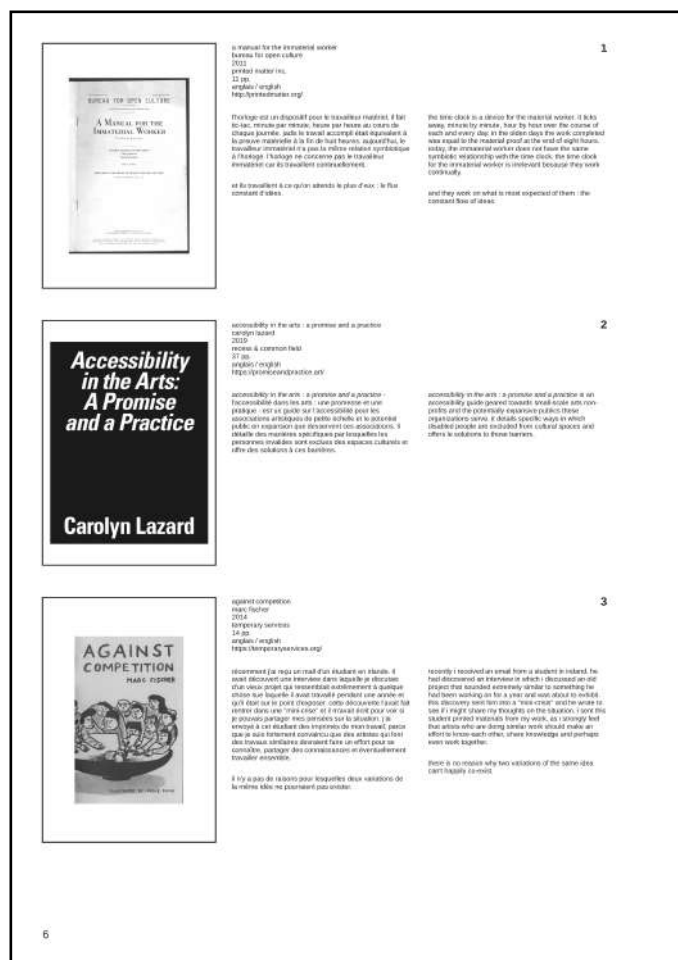 1
BUREAU FOR OPEN CULTURE
A MANUAL FOR THE
IMMATERIAL WORKER
a manual for the immaterial worker
bureau for open culture
2011
printed matter inc.
12 pp.
anglais / english
http://printedmatter.org/
l'horloge est un dispositif pour le travailleur matériel. il fait
tic-tac, minute par minute, heure par heure au cours de
chaque journée. jadis le travail accompli était équivalent à
la preuve matérielle à la fin de huit heures. aujourd'hui, le
travailleur immatériel n'a pas la même relation symbiotique
à l'horloge. l'horloge ne concerne pas le travailleur
immatériel car ils travaillent continuellement.
et ils travaillent à ce qu'on attends le plus d'eux : le flux
constant d'idées.
the time clock is a device for the material worker. it ticks
away, minute by minute, hour by hour over the course of
each and every day. in the olden days the work completed
was equal to the material proof at the end of eight hours.
today, the immaterial worker does not have the same
symbiotic relationship with the time clock. the time clock
for the immaterial worker is irrelevant because they work
continually.
and they work on what is most expected of them : the
constant flow of ideas.
2
Accessibility
in the Arts:
A Promise
and a Practice
Carolyn Lazard
accessibility in the arts : a promise and a practice
carolyn lazard
2019
recess & common field
37 pp.
anglais / english
https://promiseandpractice.art/
accessibility in the arts : a promise and a practice -
l'accessibilité dans les arts : une promesse et une
pratique - est un guide sur l'accessibilité pour les
associations artistiques de petite échelle et le potentiel
public en expansion que desservent ces associations. il
détaille des manières spécifiques par lesquelles les
personnes invalides sont exclues des espaces culturels et
offre des solutions à ces barrières.
accessibility in the arts : a promise and a practice is an
accessibility guide geared towards small-scale arts non-
profits and the potentially expansive publics these
organizations serve. it details specific ways in which
disabled people are excluded from cultural spaces and
offers le solutions to those barriers.
3
AGAINST
COMPETITION
MARC FISCHER
against competition
marc fischer
2014
temporary services
14 pp.
anglais / english
https://temporaryservices.org/
récemment j'ai reçu un mail d'un étudiant en irlande. il
avait découvert une interview dans laquelle je discutais
d'un vieux projet qui ressemblait extrêmement à quelque
chose sue laquelle il avait travaillé pendant une année et
qu'il était sur le point d'exposer. cette découverte l'avait fait
rentrer dans une "mini-crise" et il m'avait écrit pour voir si
je pouvais partager mes pensées sur la situation. j'ai
envoyé à cet étudiant des imprimés de mon travail, parce
que je suis fortement convaincu que des artistes qui font
des travaux similaires devraient faire un effort pour se
connaître, partager des connaissances et éventuellement
travailler ensemble.
il n'y a pas de raisons pour lesquelles deux variations de
la même idée ne pourraient pas exister.
recently i received an email from a student in ireland. he
had discovered an interview in which i discussed an old
project that sounded extremely similar to something he
had been working on for a year and was about to exhibit.
this discovery sent him into a "mini-crisis" and he wrote to
see if i might share my thoughts on the situation. i sent this
student printed materials from my work, as i strongly feel
that artists who are doing similar work should make an
effort to know each other, share knowledge and perhaps
even work together.
there is no reason why two variations of the same idea
can't happily co-exist.
6